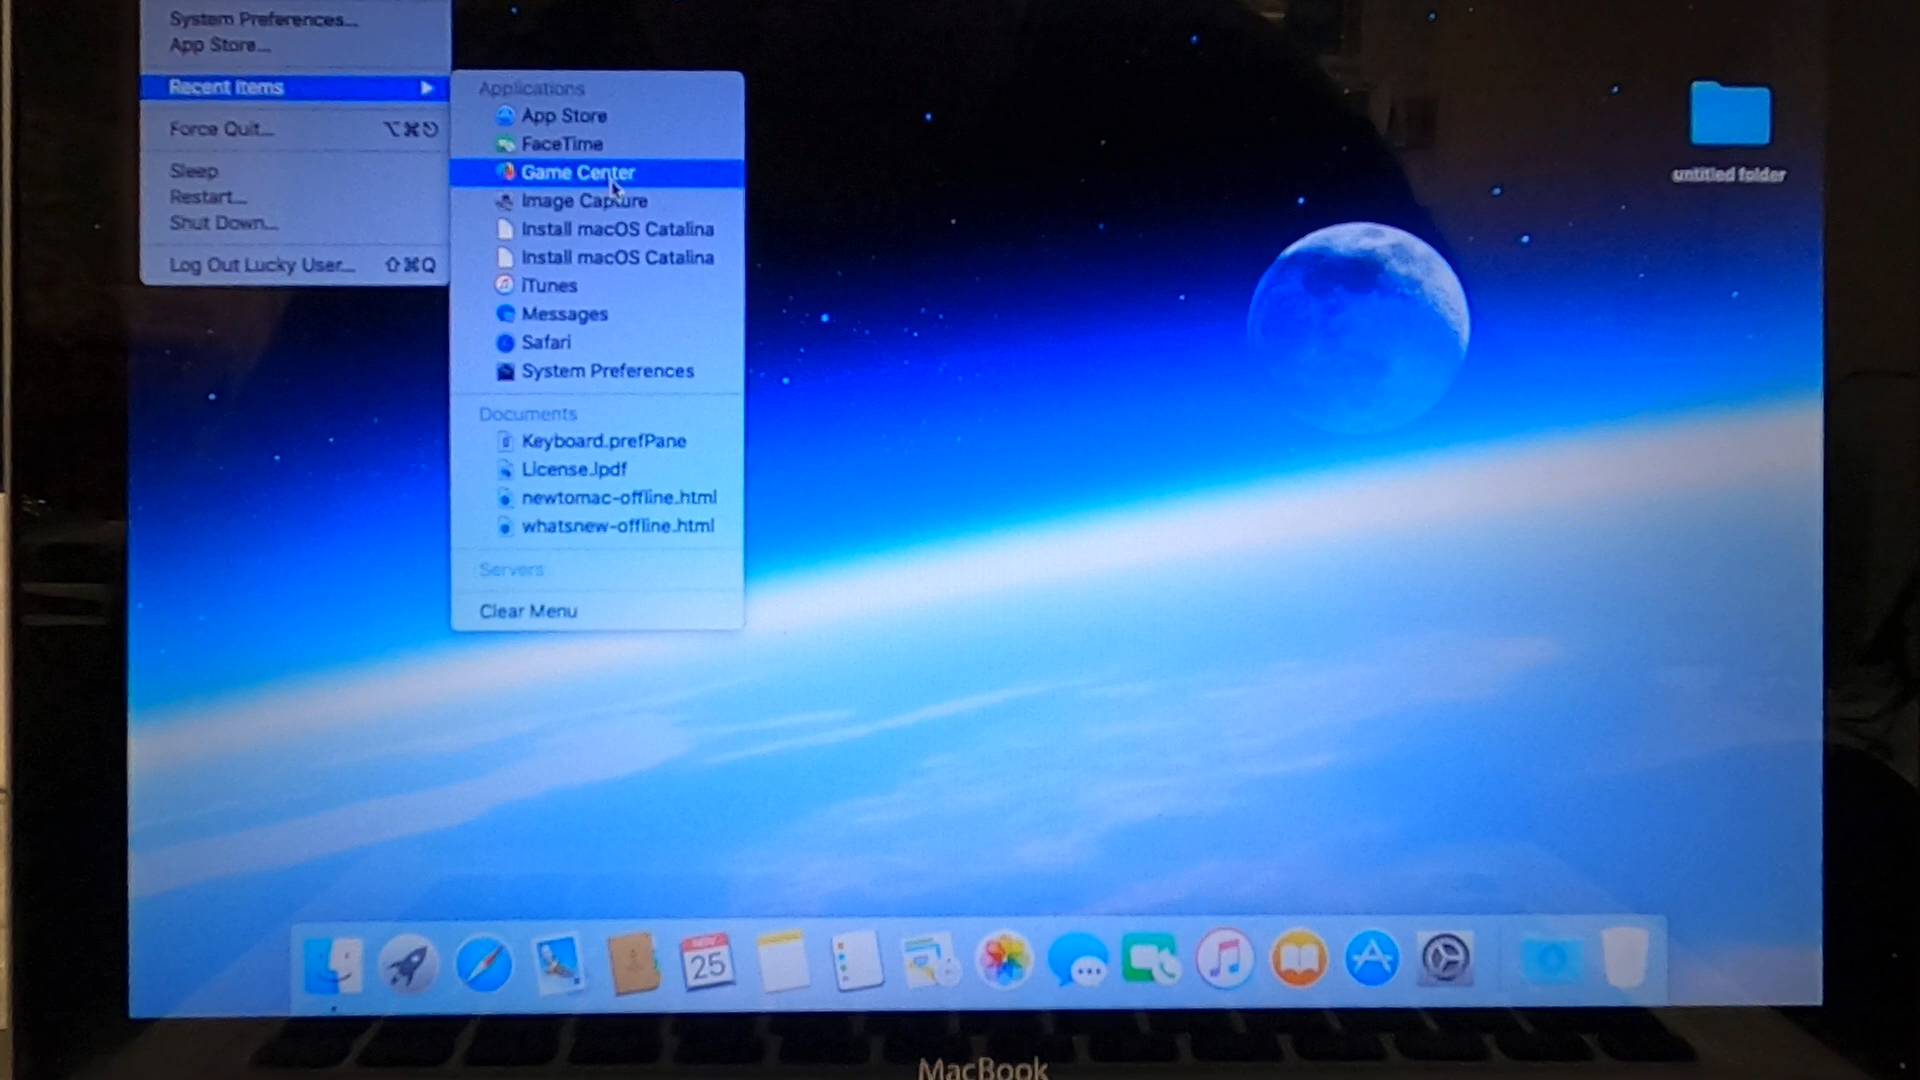 System Preferences...
App Store...
Recent Items ▶
Force Quit... ⌥⌘⎋
Sleep
Restart...
Shut Down...
Log Out Lucky User... ⇧⌘Q
Applications
App Store
FaceTime
Game Center
Image Capture
Install macOS Catalina
Install macOS Catalina
iTunes
Messages
Safari
System Preferences
Documents
Keyboard.prefPane
License.lpdf
newtomac-offline.html
whatsnew-offline.html
Servers
Clear Menu
untitled folder
NOV
25
MacBook